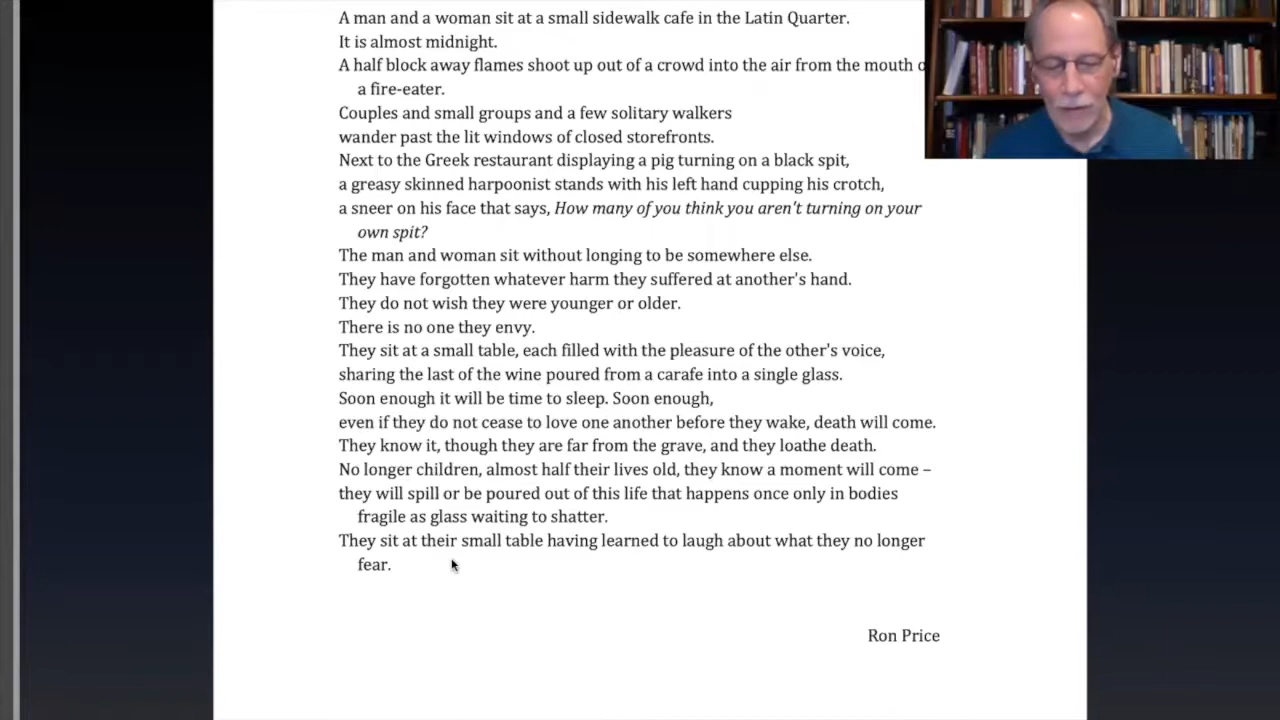 A man and a woman sit at a small sidewalk cafe in the Latin Quarter.
It is almost midnight.
A half block away flames shoot up out of a crowd into the air from the mouth
a fire-eater.
Couples and small groups and a few solitary walkers
wander past the lit windows of closed storefronts.
Next to the Greek restaurant displaying a pig turning on a black spit,
a greasy skinned harpoonist stands with his left hand cupping his crotch,
a sneer on his face that says, How many of you think you aren't turning on your
own spit?
The man and woman sit without longing to be somewhere else.
They have forgotten whatever harm they suffered at another's hand.
They do not wish they were younger or older.
There is no one they envy.
They sit at a small table, each filled with the pleasure of the other's voice,
sharing the last of the wine poured from a carafe into a single glass.
Soon enough it will be time to sleep. Soon enough,
even if they do not cease to love one another before they wake, death will come.
They know it, though they are far from the grave, and they loathe death.
No longer children, almost half their lives old, they know a moment will come –
they will spill or be poured out of this life that happens once only in bodies
fragile as glass waiting to shatter.
They sit at their small table having learned to laugh about what they no longer
fear.
Ron Price